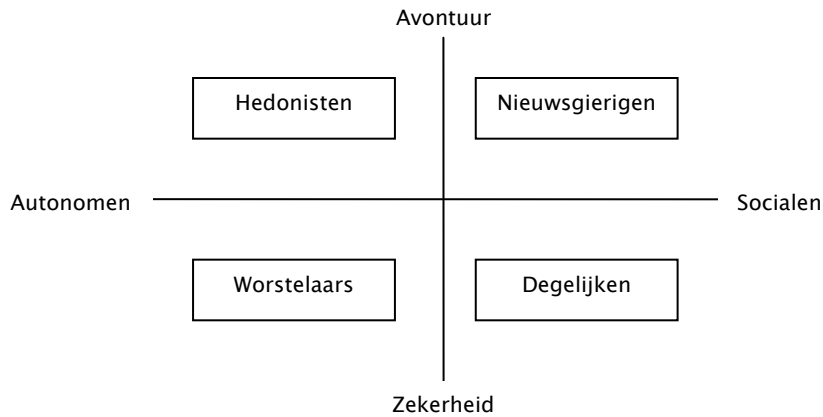 Avontuur
Hedonisten
Nieuwsgierigen
Autonomen
Socialen
Worstelaars
Degelijken
Zekerheid